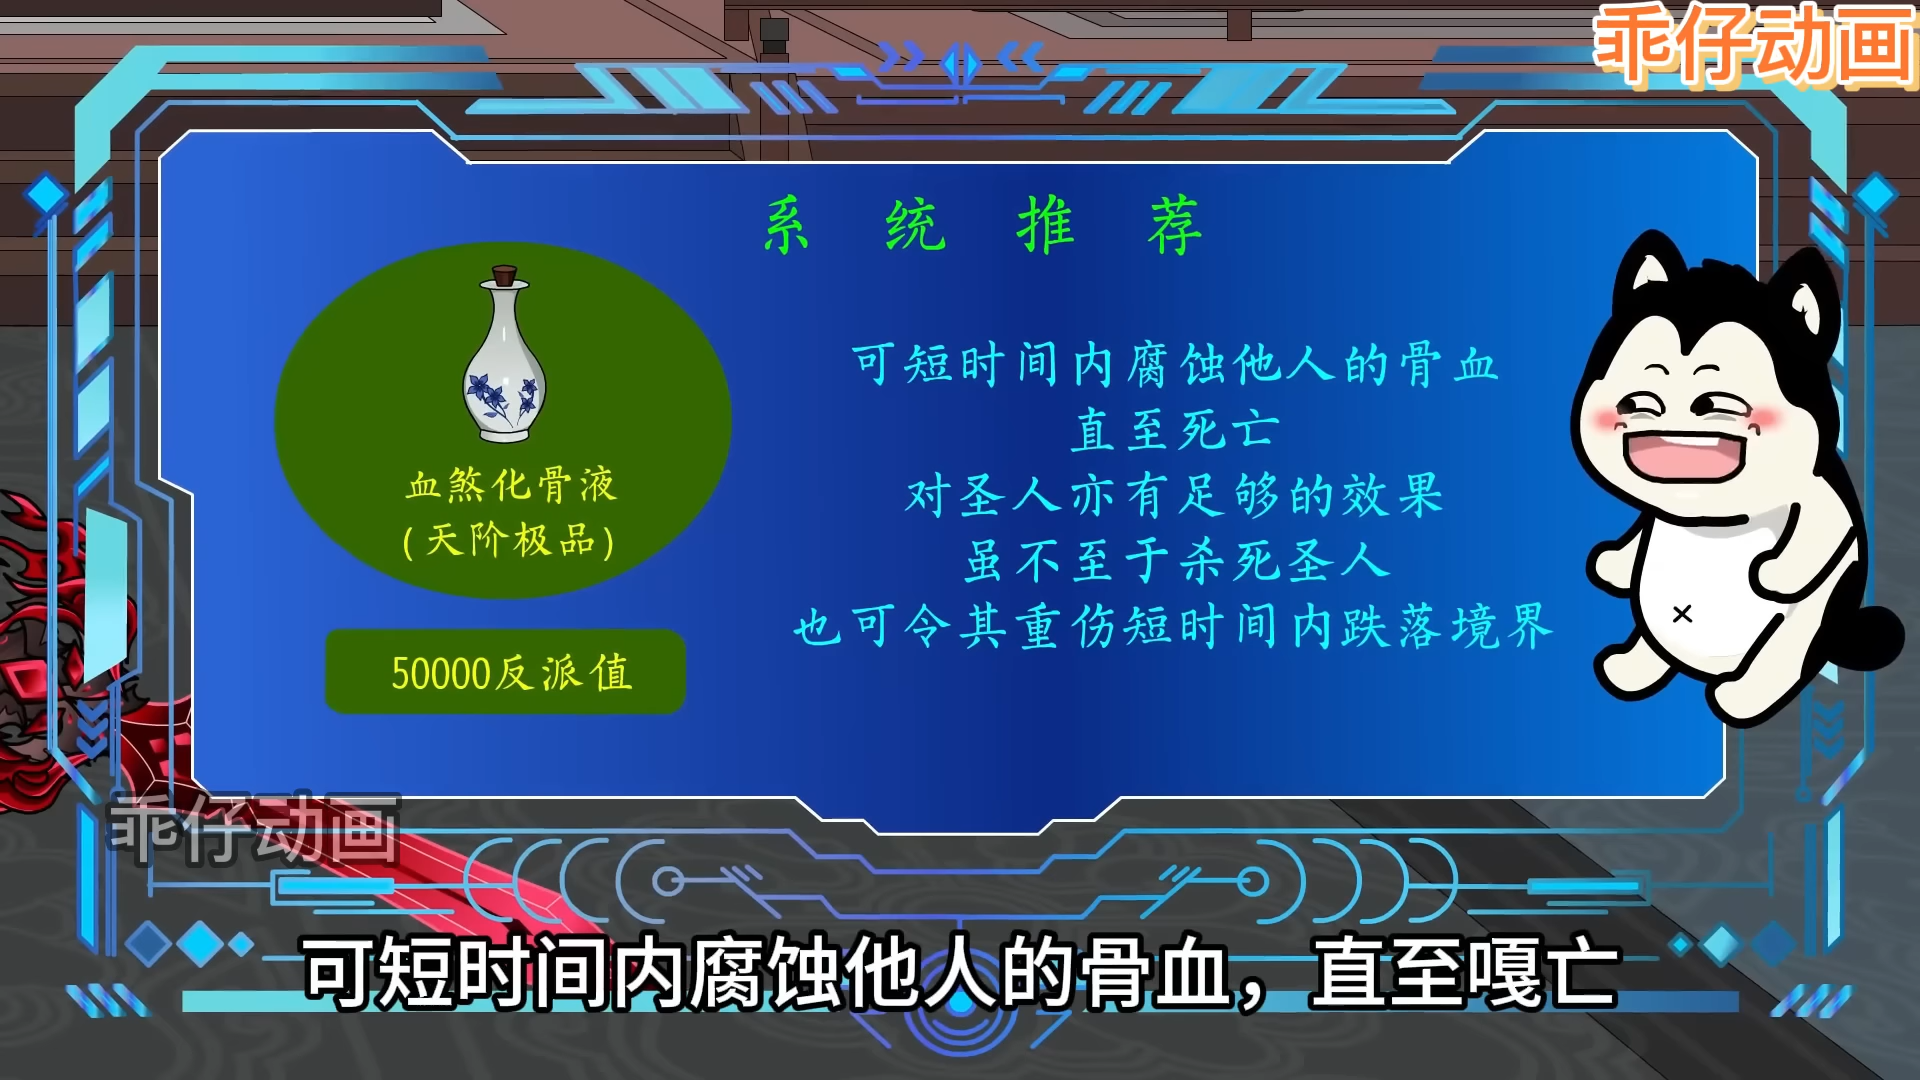 乖仔动画
系统推荐
血煞化骨液
(天阶极品)
50000反派值
可短时间内腐蚀他人的骨血
直至死亡
对圣人亦有足够的效果
虽不至于杀死圣人
也可令其重伤短时间内跌落境界
乖仔动画
可短时间内腐蚀他人的骨血，直至嘎亡